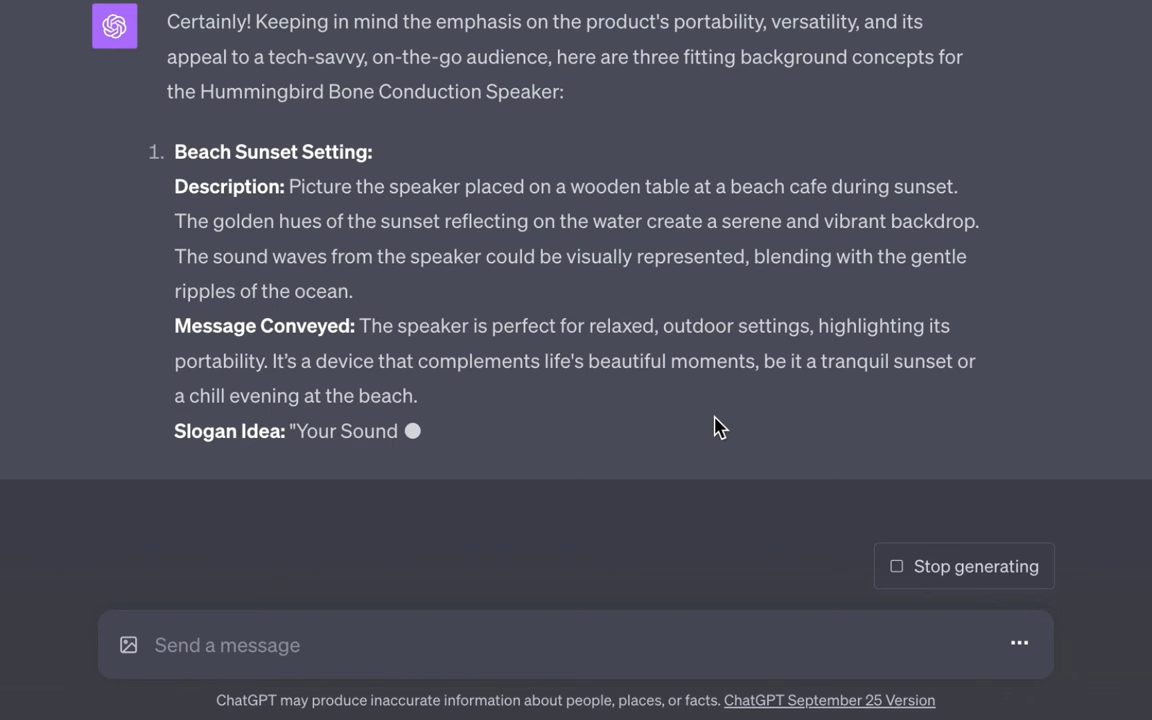 Certainly! Keeping in mind the emphasis on the product's portability, versatility, and its
appeal to a tech-savvy, on-the-go audience, here are three fitting background concepts for
the Hummingbird Bone Conduction Speaker:
1. Beach Sunset Setting:
Description: Picture the speaker placed on a wooden table at a beach cafe during sunset.
The golden hues of the sunset reflecting on the water create a serene and vibrant backdrop.
The sound waves from the speaker could be visually represented, blending with the gentle
ripples of the ocean.
Message Conveyed: The speaker is perfect for relaxed, outdoor settings, highlighting its
portability. It's a device that complements life's beautiful moments, be it a tranquil sunset or
a chill evening at the beach.
Slogan Idea: "Your Sound
Stop generating
Send a message
ChatGPT may produce inaccurate information about people, places, or facts. ChatGPT September 25 Version